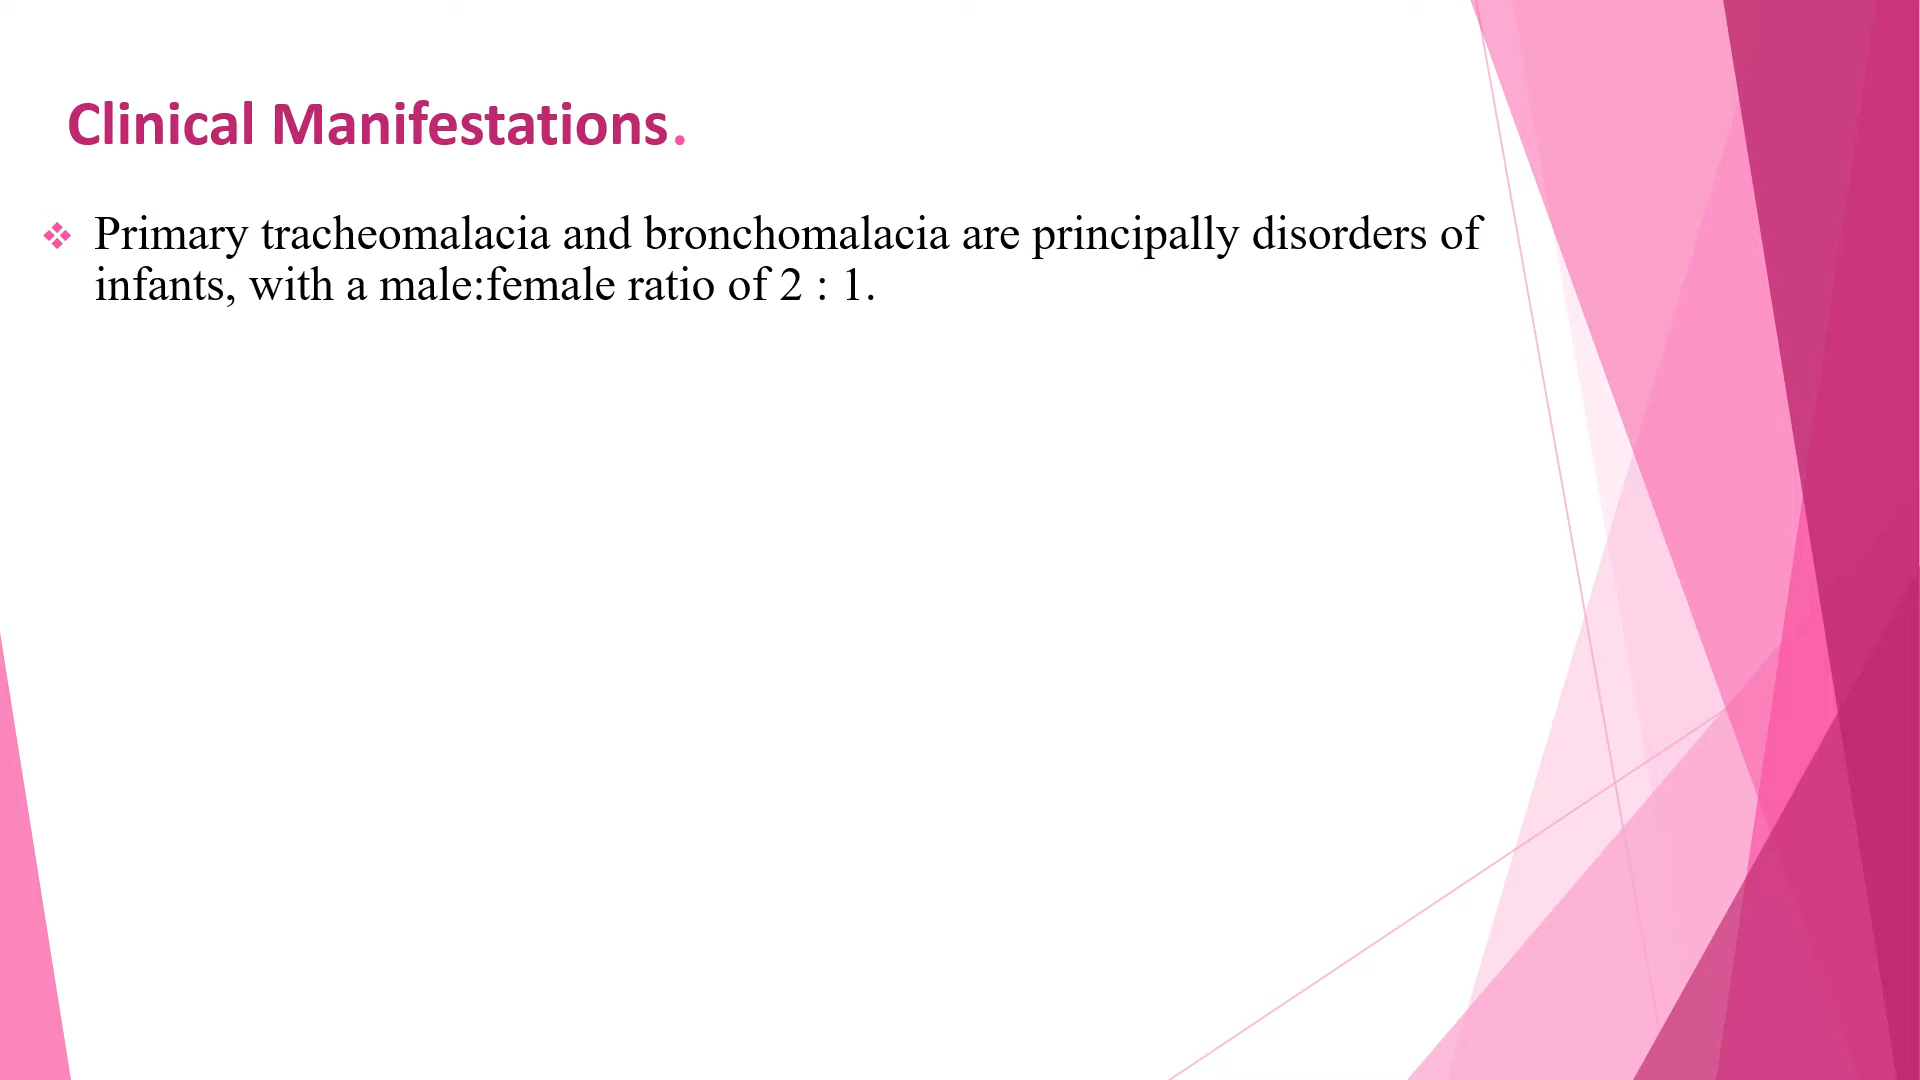 Clinical Manifestations.
❖ Primary tracheomalacia and bronchomalacia are principally disorders of
infants, with a male:female ratio of 2 : 1.